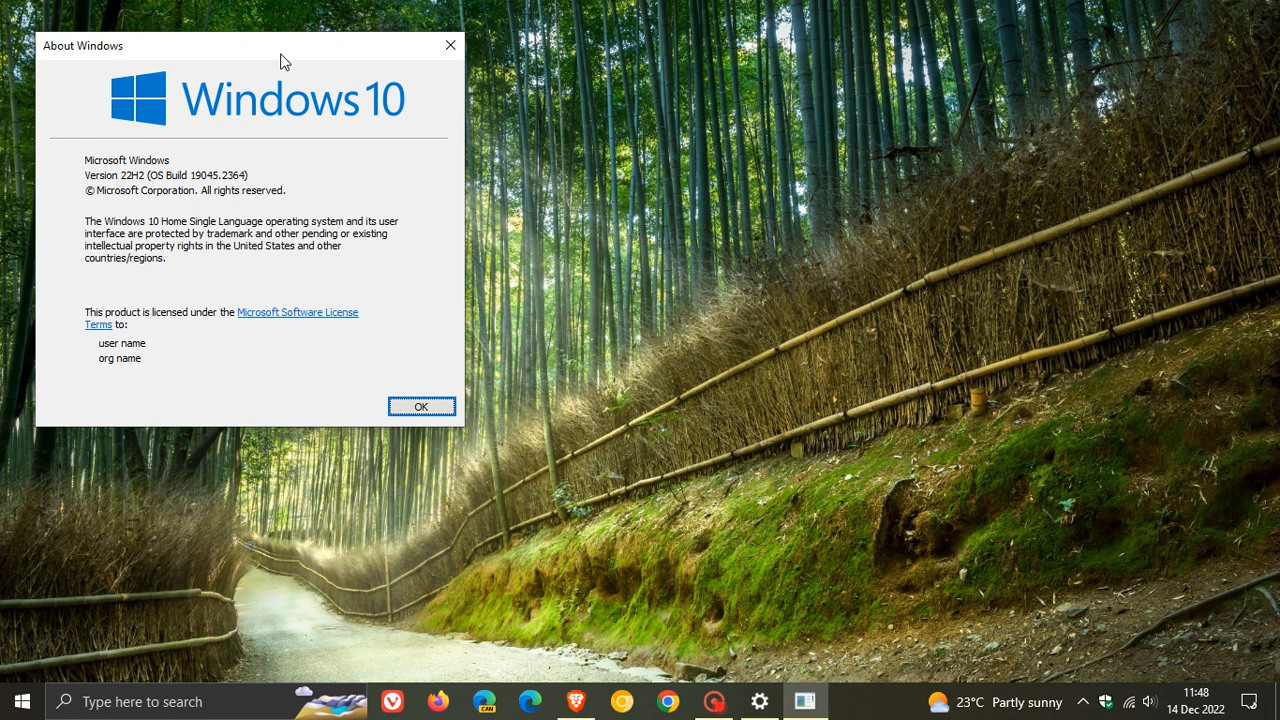 About Windows
Windows 10
Microsoft Windows
Version 22H2 (OS Build 19045.2364)
© Microsoft Corporation. All rights reserved.
The Windows 10 Home Single Language operating system and its user
interface are protected by trademark and other pending or existing
intellectual property rights in the United States and other
countries/regions.
This product is licensed under the Microsoft Software License
Terms to:
user name
org name
OK
Type here to search
CAN
23°C Partly sunny
11:48
14 Dec 2022